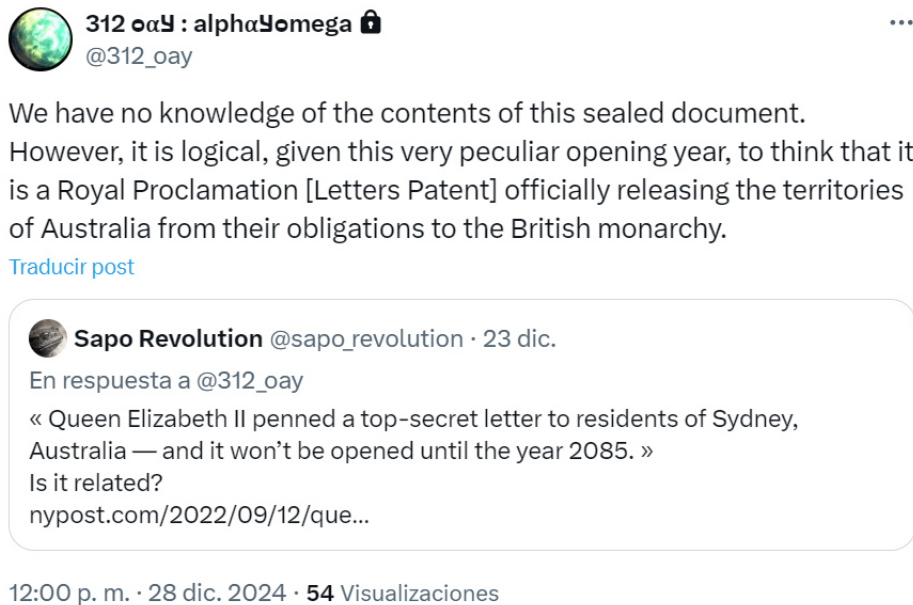 312 oαY : alphαYomega
@312_oay
We have no knowledge of the contents of this sealed document.
However, it is logical, given this very peculiar opening year, to think that it
is a Royal Proclamation [Letters Patent] officially releasing the territories
of Australia from their obligations to the British monarchy.
Traducir post
Sapo Revolution @sapo_revolution · 23 dic.
En respuesta a @312_oay
« Queen Elizabeth II penned a top-secret letter to residents of Sydney,
Australia — and it won’t be opened until the year 2085. »
Is it related?
nypost.com/2022/09/12/que...
12:00 p. m. · 28 dic. 2024 · 54 Visualizaciones